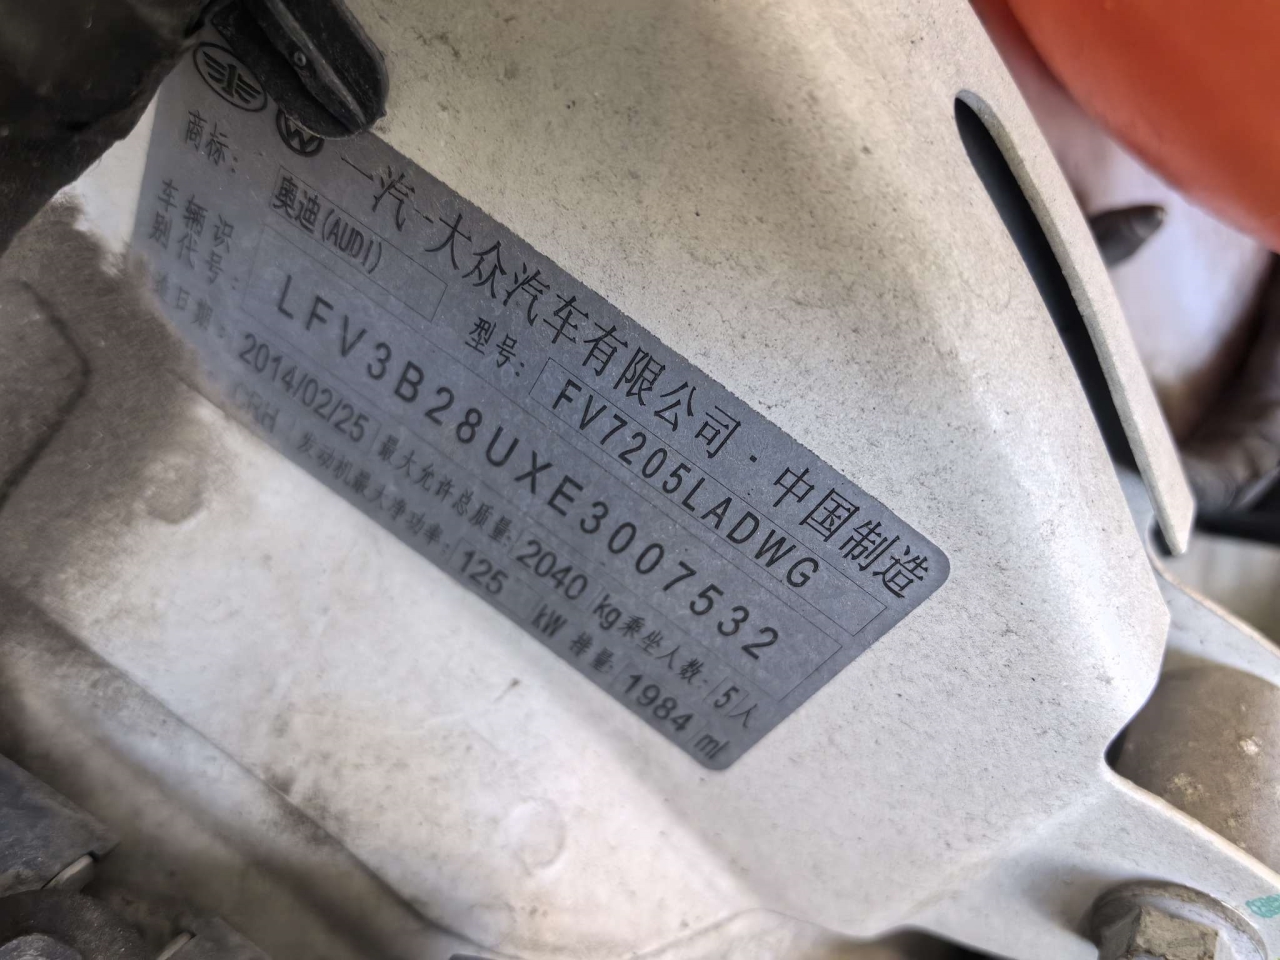 一汽-大众汽车有限公司·中国制造
商标: 奥迪(AUDI) 型号: FV7205LADWG
车辆识别代号: LFV3B28UXE3007532
日期: 2014/02/25 最大允许总质量: 2040 kg 乘坐人数: 5 人
发动机最大净功率: 125 kW 排量: 1984 ml